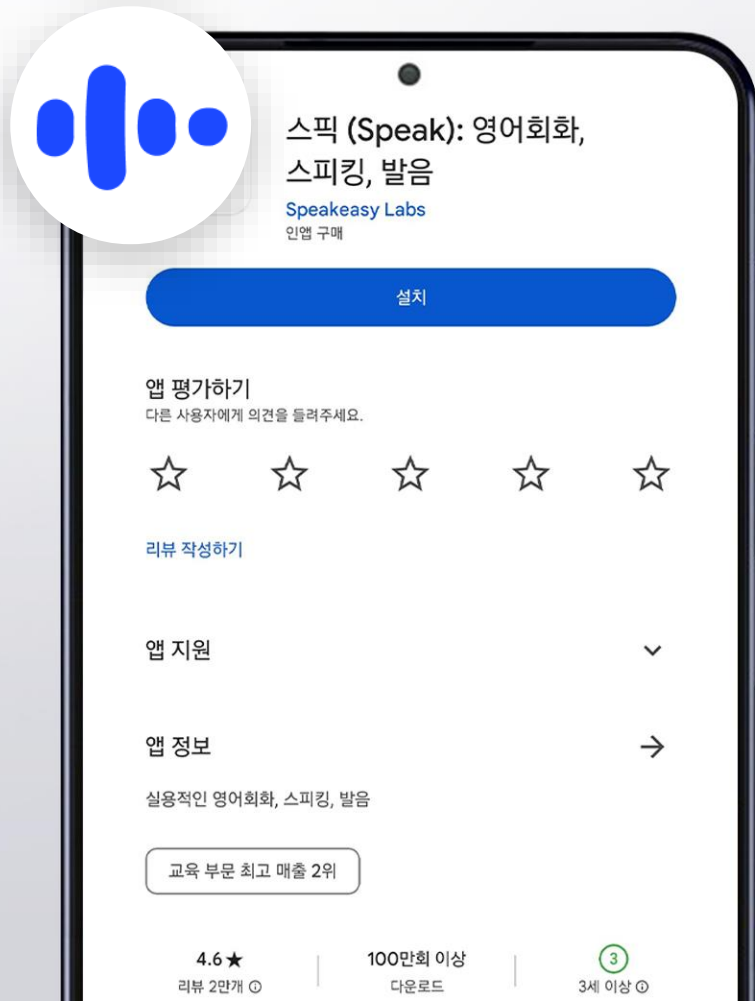 스픽 (Speak): 영어회화,
스피킹, 발음
Speakeasy Labs
인앱 구매
설치
앱 평가하기
다른 사용자에게 의견을 들려주세요.
리뷰 작성하기
앱 지원
앱 정보
실용적인 영어회화, 스피킹, 발음
교육 부문 최고 매출 2위
4.6★
리뷰 2만개
100만회 이상
다운로드
3
3세 이상